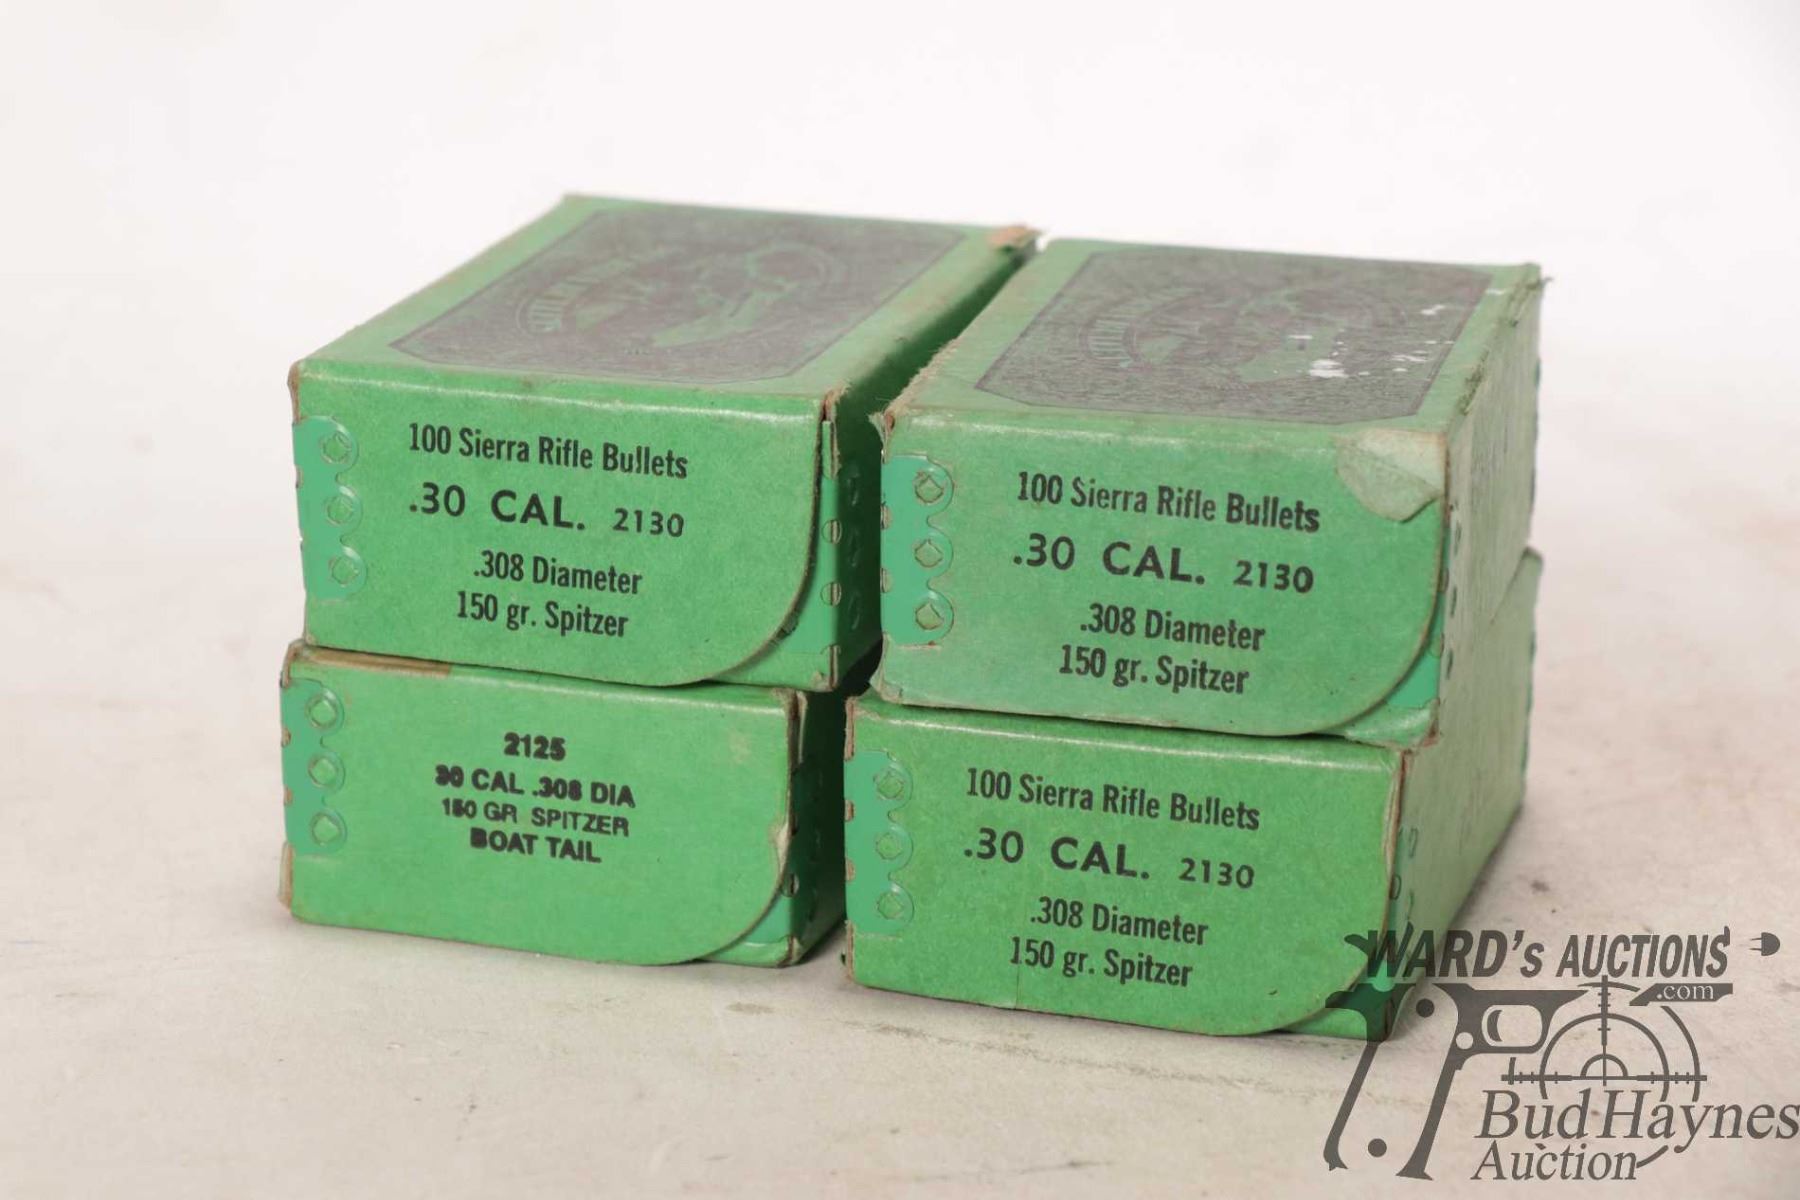 100 Sierra Rifle Bullets
.30 CAL. 2130
.308 Diameter
150 gr. Spitzer
100 Sierra Rifle Bullets
.30 CAL. 2130
.308 Diameter
150 gr. Spitzer
2125
30 CAL .308 DIA
150 GR SPITZER
BOAT TAIL
100 Sierra Rifle Bullets
.30 CAL. 2130
.308 Diameter
150 gr. Spitzer
WARD's AUCTIONS
.com
Bud Haynes
Auction